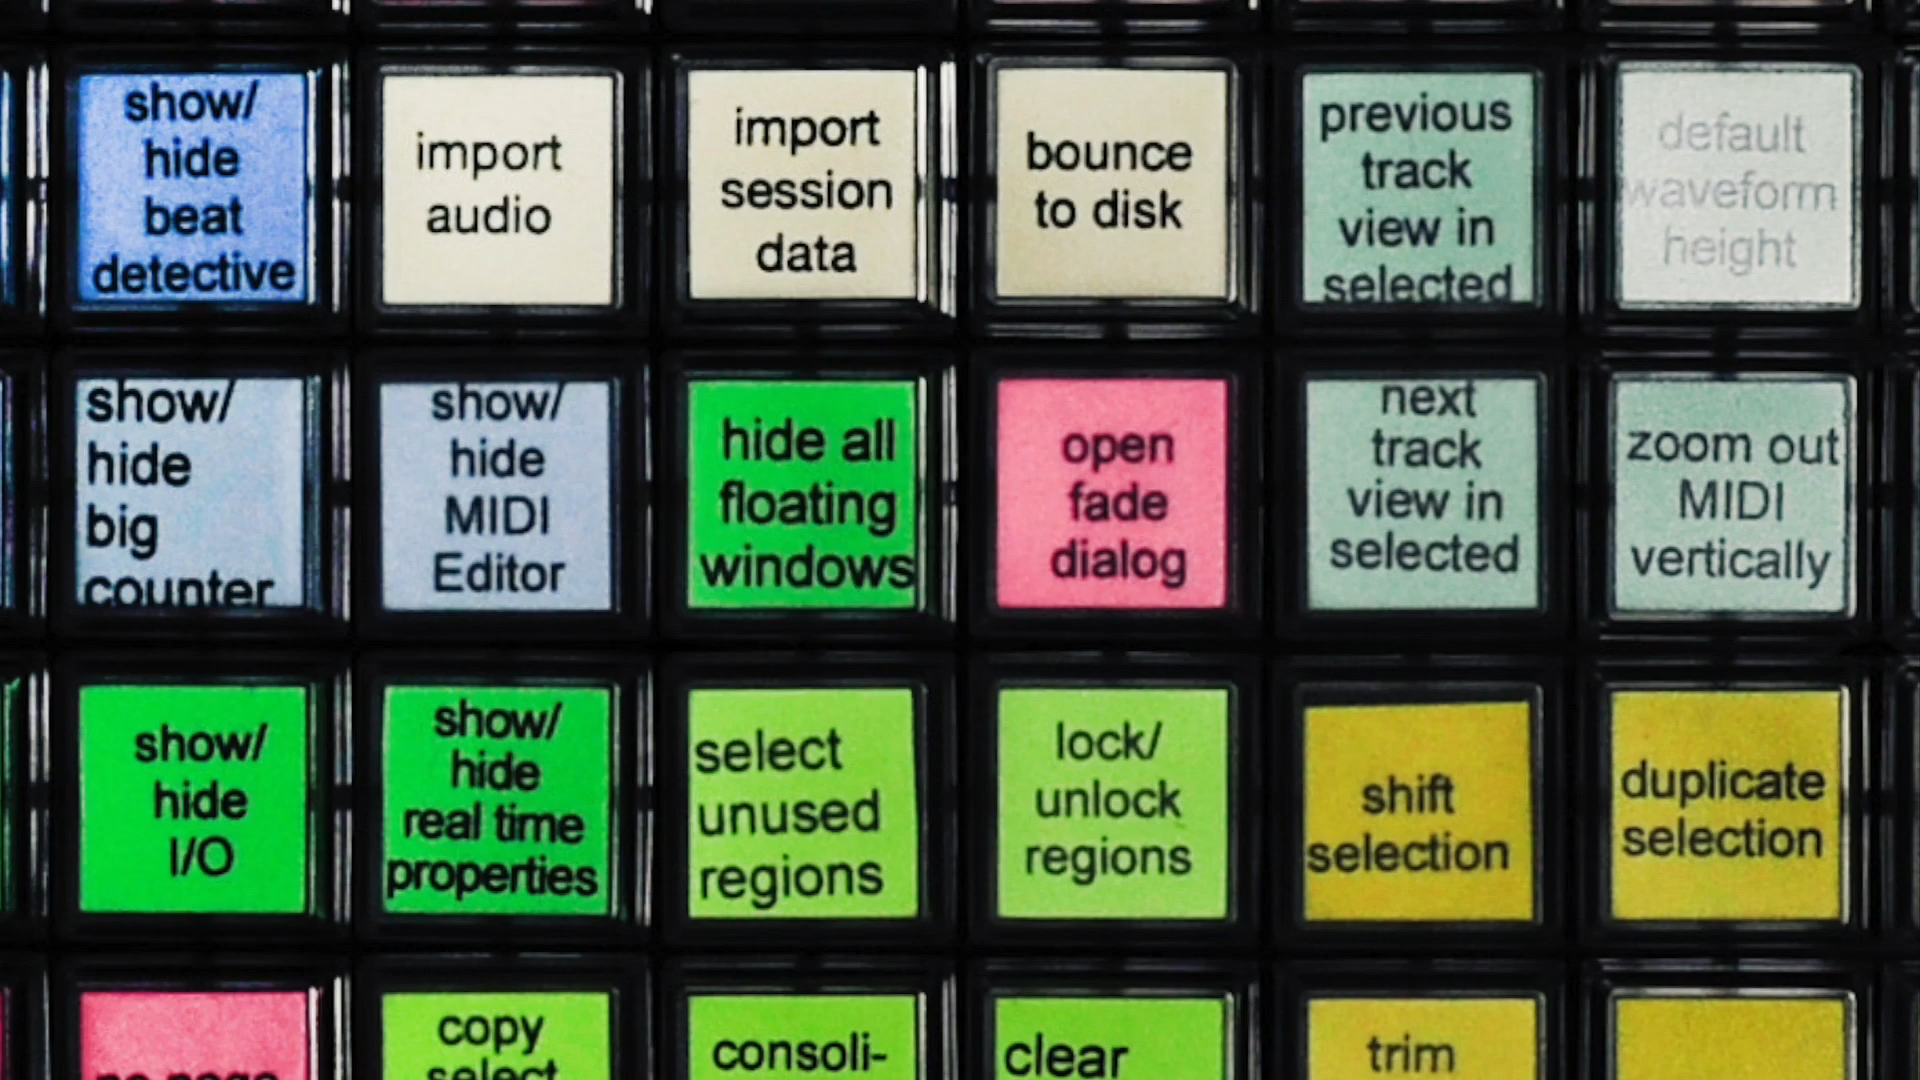 show/
hide
beat
detective
import
audio
import
session
data
bounce
to disk
previous
track
view in
selected
default
waveform
height
show/
hide
big
counter
show/
hide
MIDI
Editor
hide all
floating
windows
open
fade
dialog
next
track
view in
selected
zoom out
MIDI
vertically
show/
hide
I/O
show/
hide
real time
properties
select
unused
regions
lock/
unlock
regions
shift
selection
duplicate
selection
copy
select
consoli-
clear
trim